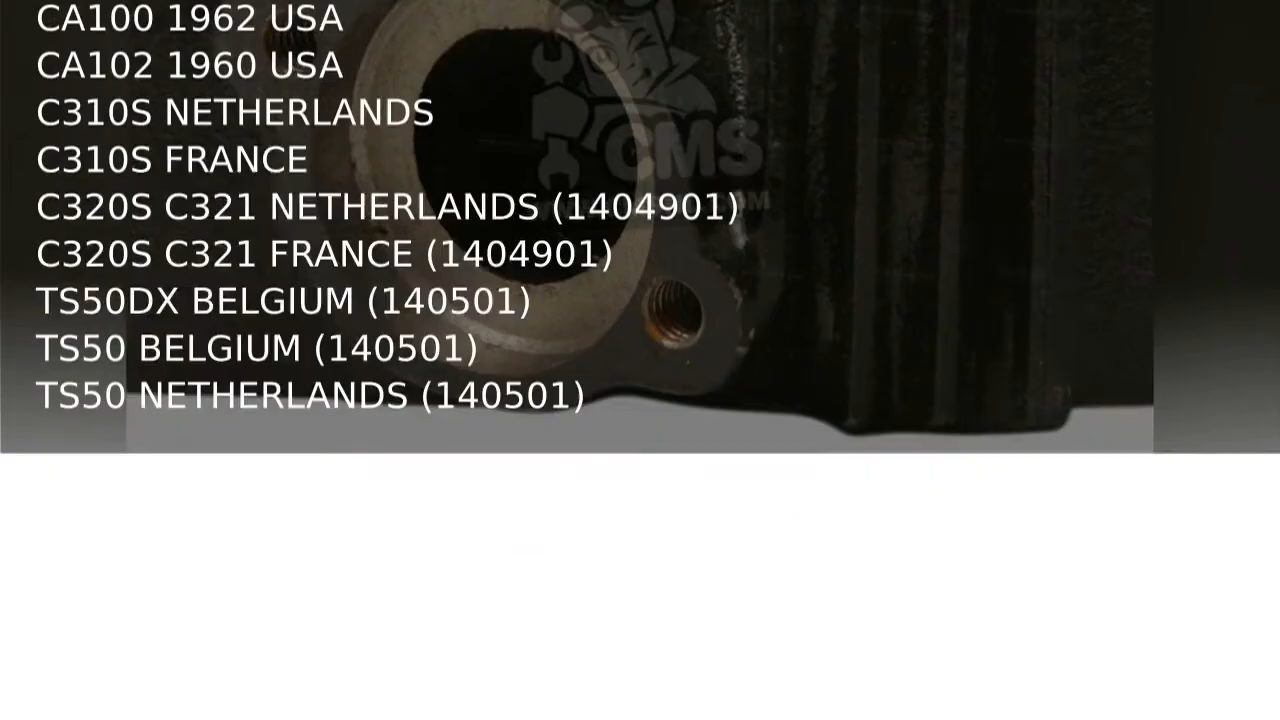 CA100 1962 USA
CA102 1960 USA
C310S NETHERLANDS
C310S FRANCE
C320S C321 NETHERLANDS (1404901)
C320S C321 FRANCE (1404901)
TS50DX BELGIUM (140501)
TS50 BELGIUM (140501)
TS50 NETHERLANDS (140501)
CMS